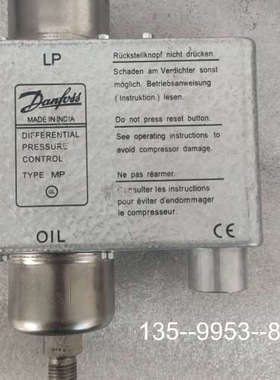 LP
Rückstellknopf nicht drücken.
Schaden am Verdichter sonst
möglich. Betriebsanweisung
(Instruktion) lesen.
Danfoss
MADE IN INDIA
DIFFERENTIAL
PRESSURE
CONTROL
TYPE MP
Do not press reset button.
See operating instructions to
avoid compressor damage.
Ne pas réarmer.
Consulter les instructions
pour éviter d'endommager
le compresseur.
OIL
CE
135--9953--8